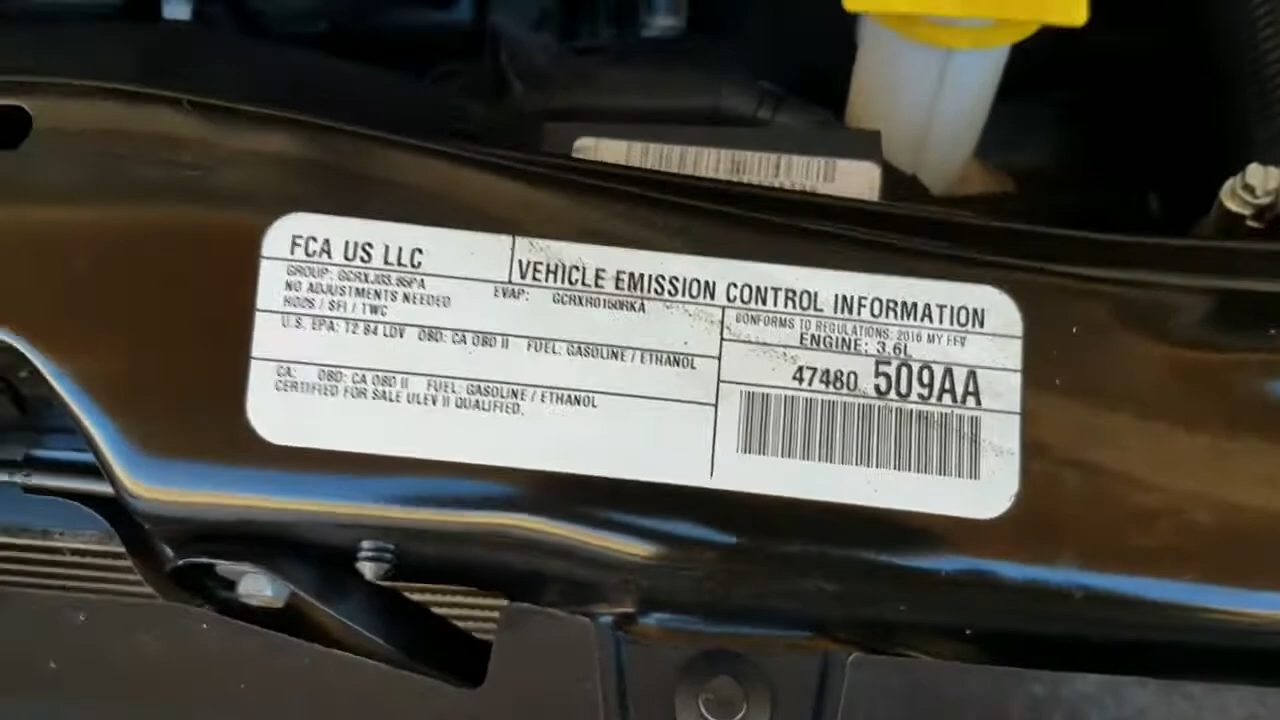 FCA US LLC
VEHICLE EMISSION CONTROL INFORMATION
GROUP: GCRXJ03.65PA
EVAP: GCRXR0150RKA
NO ADJUSTMENTS NEEDED
HO2S / SFI / TWC
U.S. EPA: T2 B4 LDV OBD: CA OBD II FUEL: GASOLINE / ETHANOL
CA: OBD: CA OBD II FUEL: GASOLINE / ETHANOL
CERTIFIED FOR SALE ULEV II QUALIFIED.
CONFORMS TO REGULATIONS: 2016 MY FFV
ENGINE: 3.6L
47480 509AA